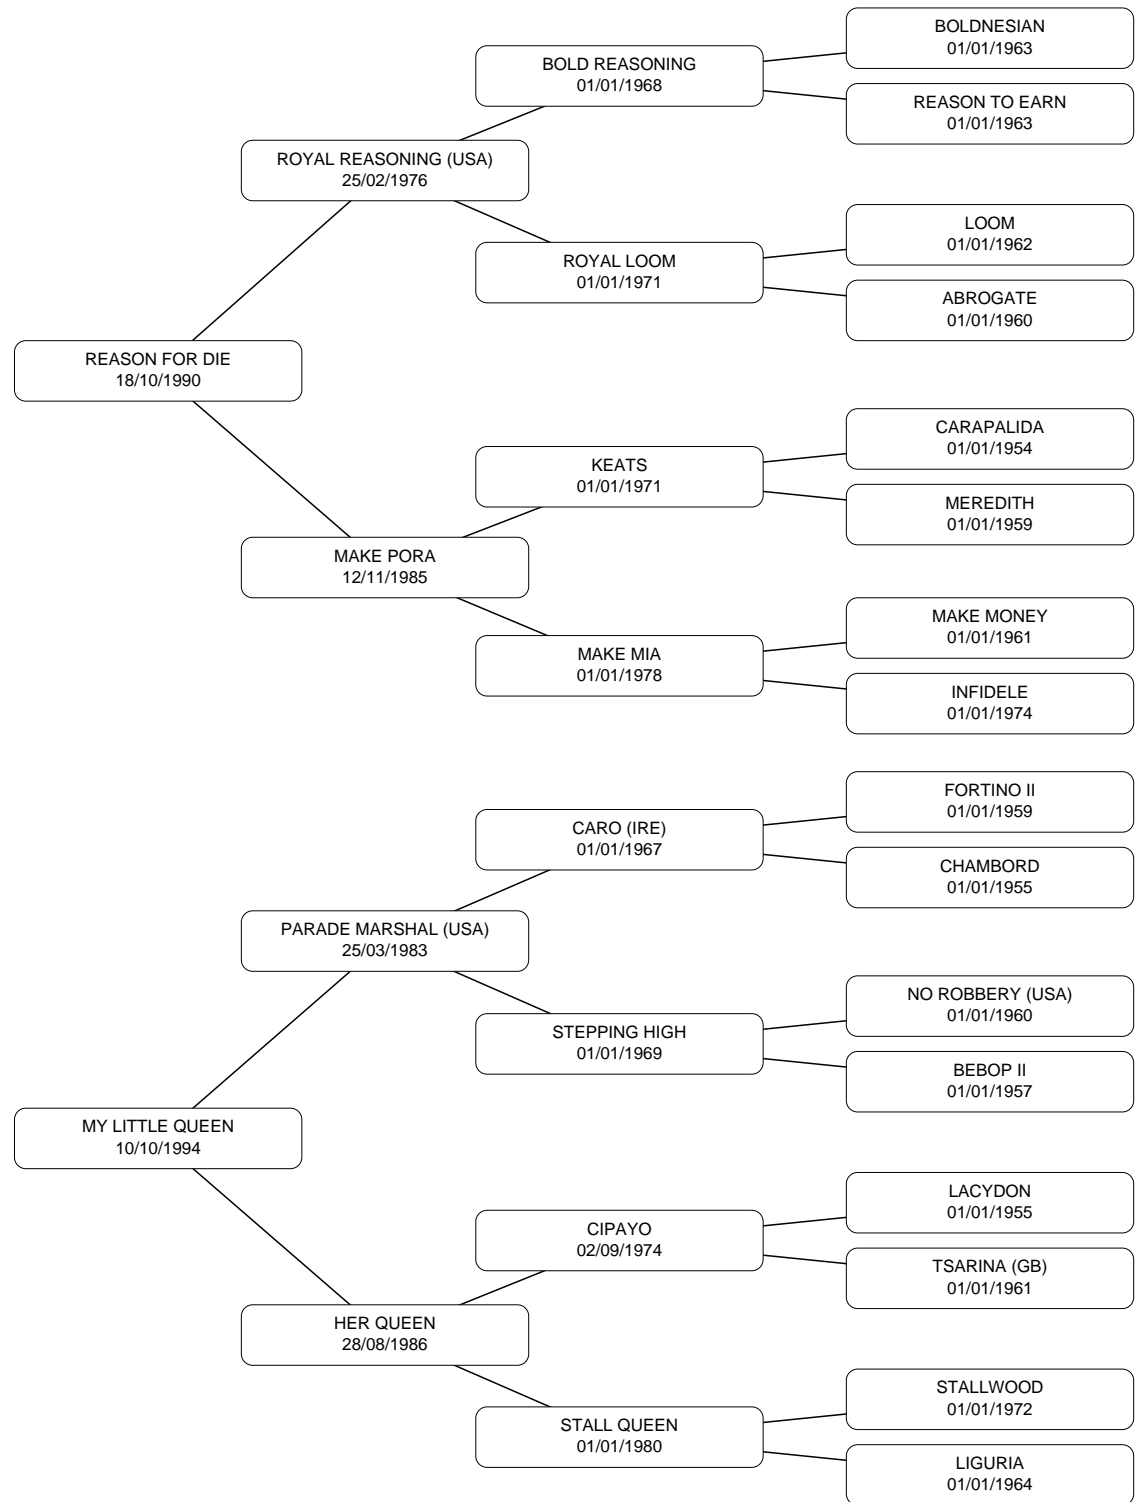 BOLDNESIAN
01/01/1963
BOLD REASONING
01/01/1968
REASON TO EARN
01/01/1963
ROYAL REASONING (USA)
25/02/1976
LOOM
01/01/1962
ROYAL LOOM
01/01/1971
ABROGATE
01/01/1960
REASON FOR DIE
18/10/1990
CARAPALIDA
01/01/1954
KEATS
01/01/1971
MEREDITH
01/01/1959
MAKE PORA
12/11/1985
MAKE MONEY
01/01/1961
MAKE MIA
01/01/1978
INFIDELE
01/01/1974
FORTINO II
01/01/1959
CARO (IRE)
01/01/1967
CHAMBORD
01/01/1955
PARADE MARSHAL (USA)
25/03/1983
NO ROBBERY (USA)
01/01/1960
STEPPING HIGH
01/01/1969
BEBOP II
01/01/1957
MY LITTLE QUEEN
10/10/1994
LACYDON
01/01/1955
CIPAYO
02/09/1974
TSARINA (GB)
01/01/1961
HER QUEEN
28/08/1986
STALLWOOD
01/01/1972
STALL QUEEN
01/01/1980
LIGURIA
01/01/1964